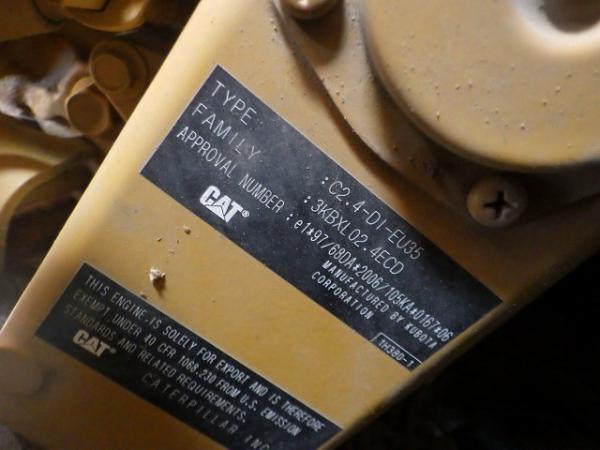 TYPE :C2.4-DI-EU35
FAMILY :3KBXL02.4ECD
APPROVAL NUMBER :e1*97/68DA*2006/105KA*0167*06
CAT
MANUFACTURED BY KUBOTA
CORPORATION
1H380-1
THIS ENGINE IS SOLELY FOR EXPORT AND IS THEREFORE
EXEMPT UNDER 40 CFR 1068.230 FROM U.S. EMISSION
STANDARDS AND RELATED REQUIREMENTS.
CAT
CATERPILLAR INC